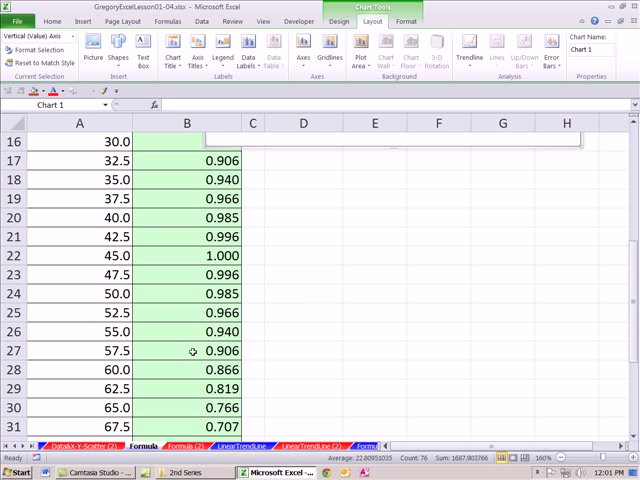 GregoryExcelLesson01-04.xlsx - Microsoft Excel
Chart Tools
File Home Insert Page Layout Formulas Data Review View Developer Design Layout Format
Vertical (Value) Axis
Format Selection
Reset to Match Style
Current Selection
Picture Shapes Text Box
Insert
Chart Title Axis Titles Legend Data Labels Data Table
Labels
Axes Gridlines
Axes
Plot Area Chart Wall Chart Floor 3-D Rotation
Background
Trendline Lines Up/Down Bars Error Bars
Analysis
Chart Name:
Chart 1
Properties
Chart 1 fx
A B C D E F G H
16 30.0
17 32.5 0.906
18 35.0 0.940
19 37.5 0.966
20 40.0 0.985
21 42.5 0.996
22 45.0 1.000
23 47.5 0.996
24 50.0 0.985
25 52.5 0.966
26 55.0 0.940
27 57.5 0.906
28 60.0 0.866
29 62.5 0.819
30 65.0 0.766
31 67.5 0.707
Data&X-Y-Scatter (2) Formula Formula (2) LinearTrendLine LinearTrendLine (2) Formu
Ready Average: 22.80951035 Count: 76 Sum: 1687.903766 160%
Start Camtasia Studio - ... 2nd Series Microsoft Excel -... 12:01 PM